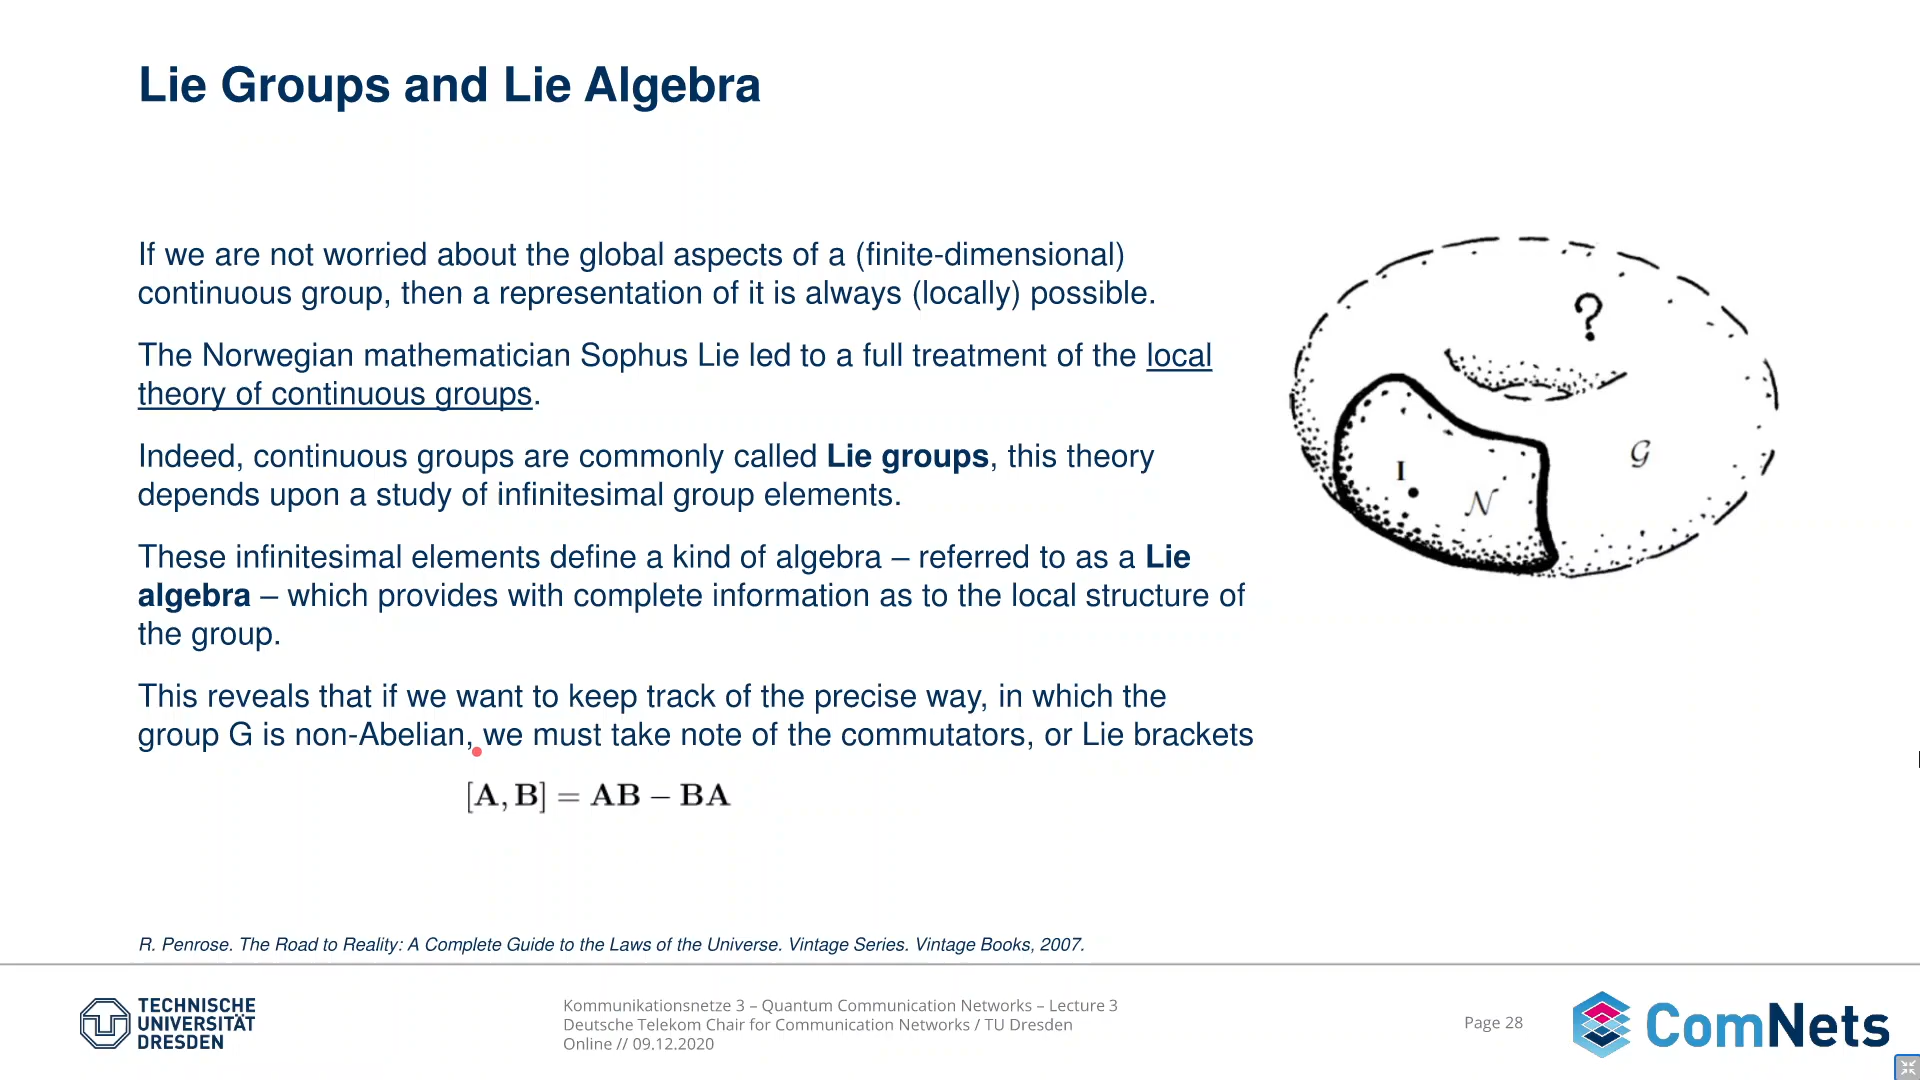 Lie Groups and Lie Algebra
If we are not worried about the global aspects of a (finite-dimensional)
continuous group, then a representation of it is always (locally) possible.
The Norwegian mathematician Sophus Lie led to a full treatment of the local
theory of continuous groups.
Indeed, continuous groups are commonly called Lie groups, this theory
depends upon a study of infinitesimal group elements.
These infinitesimal elements define a kind of algebra – referred to as a Lie
algebra – which provides with complete information as to the local structure of
the group.
This reveals that if we want to keep track of the precise way, in which the
group G is non-Abelian, we must take note of the commutators, or Lie brackets
[A, B] = AB − BA
?
𝒢
I
𝒩
R. Penrose. The Road to Reality: A Complete Guide to the Laws of the Universe. Vintage Series. Vintage Books, 2007.
TECHNISCHE
UNIVERSITÄT
DRESDEN
Kommunikationsnetze 3 – Quantum Communication Networks – Lecture 3
Deutsche Telekom Chair for Communication Networks / TU Dresden
Online // 09.12.2020
Page 28
ComNets